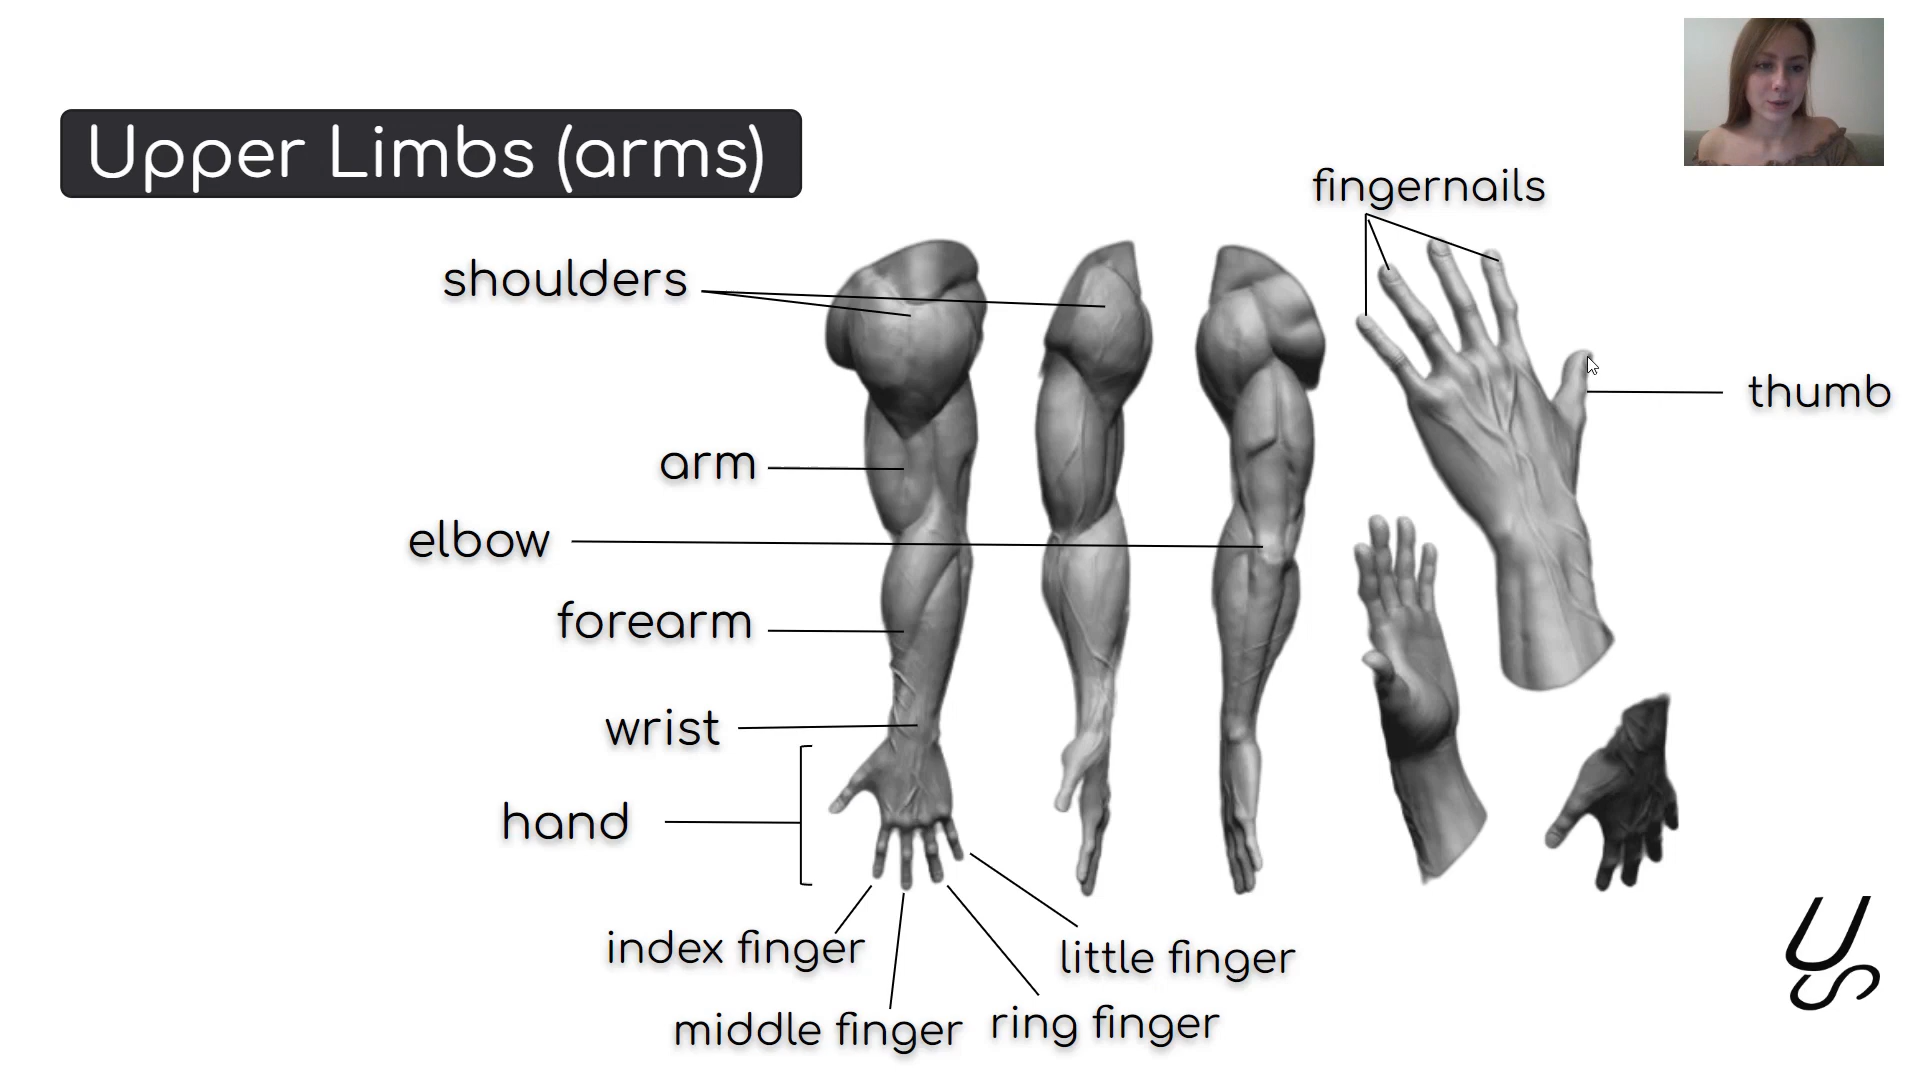 Upper Limbs (arms)
fingernails
shoulders
thumb
arm
elbow
forearm
wrist
hand
index finger
little finger
middle finger
ring finger
US